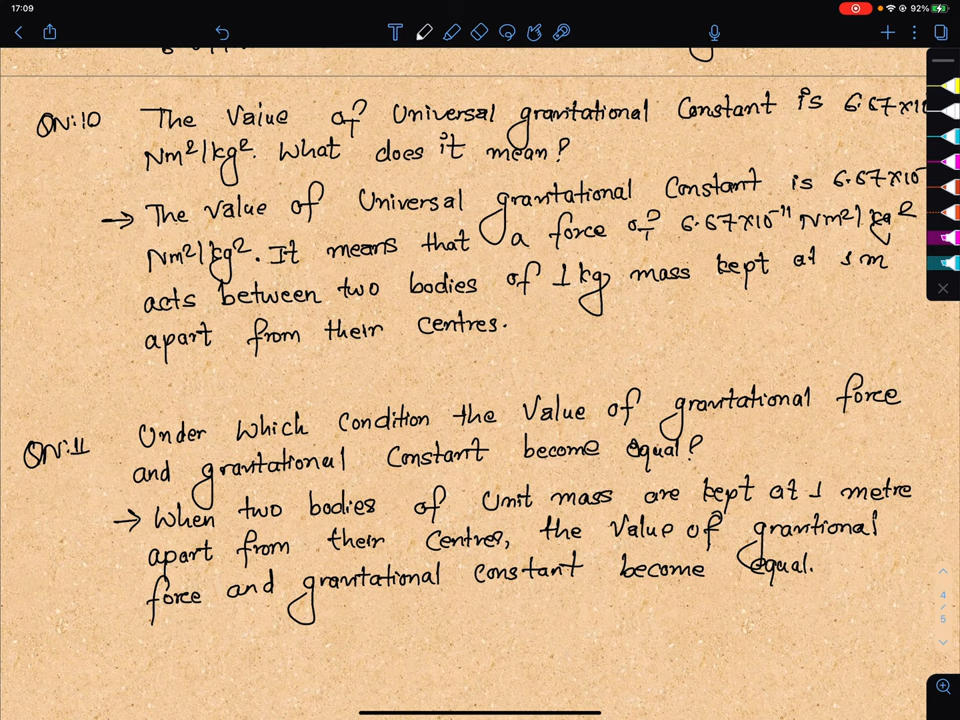 17:09
92%
QN:10 The Value of Universal gravitational Constant is 6.67×10
Nm²/kg². What does it mean?
→ The value of Universal gravitational Constant is 6.67×10
Nm²/kg². It means that a force of 6.67×10⁻¹¹ Nm²/kg²
acts between two bodies of 1 kg mass kept at 1 m
apart from their centres.
QN:11 Under which condition the value of gravitational force
and gravitational Constant become equal?
→ When two bodies of Unit mass are kept at 1 metre
apart from their centres, the value of gravitional
force and gravitational constant become equal.
4
/
5